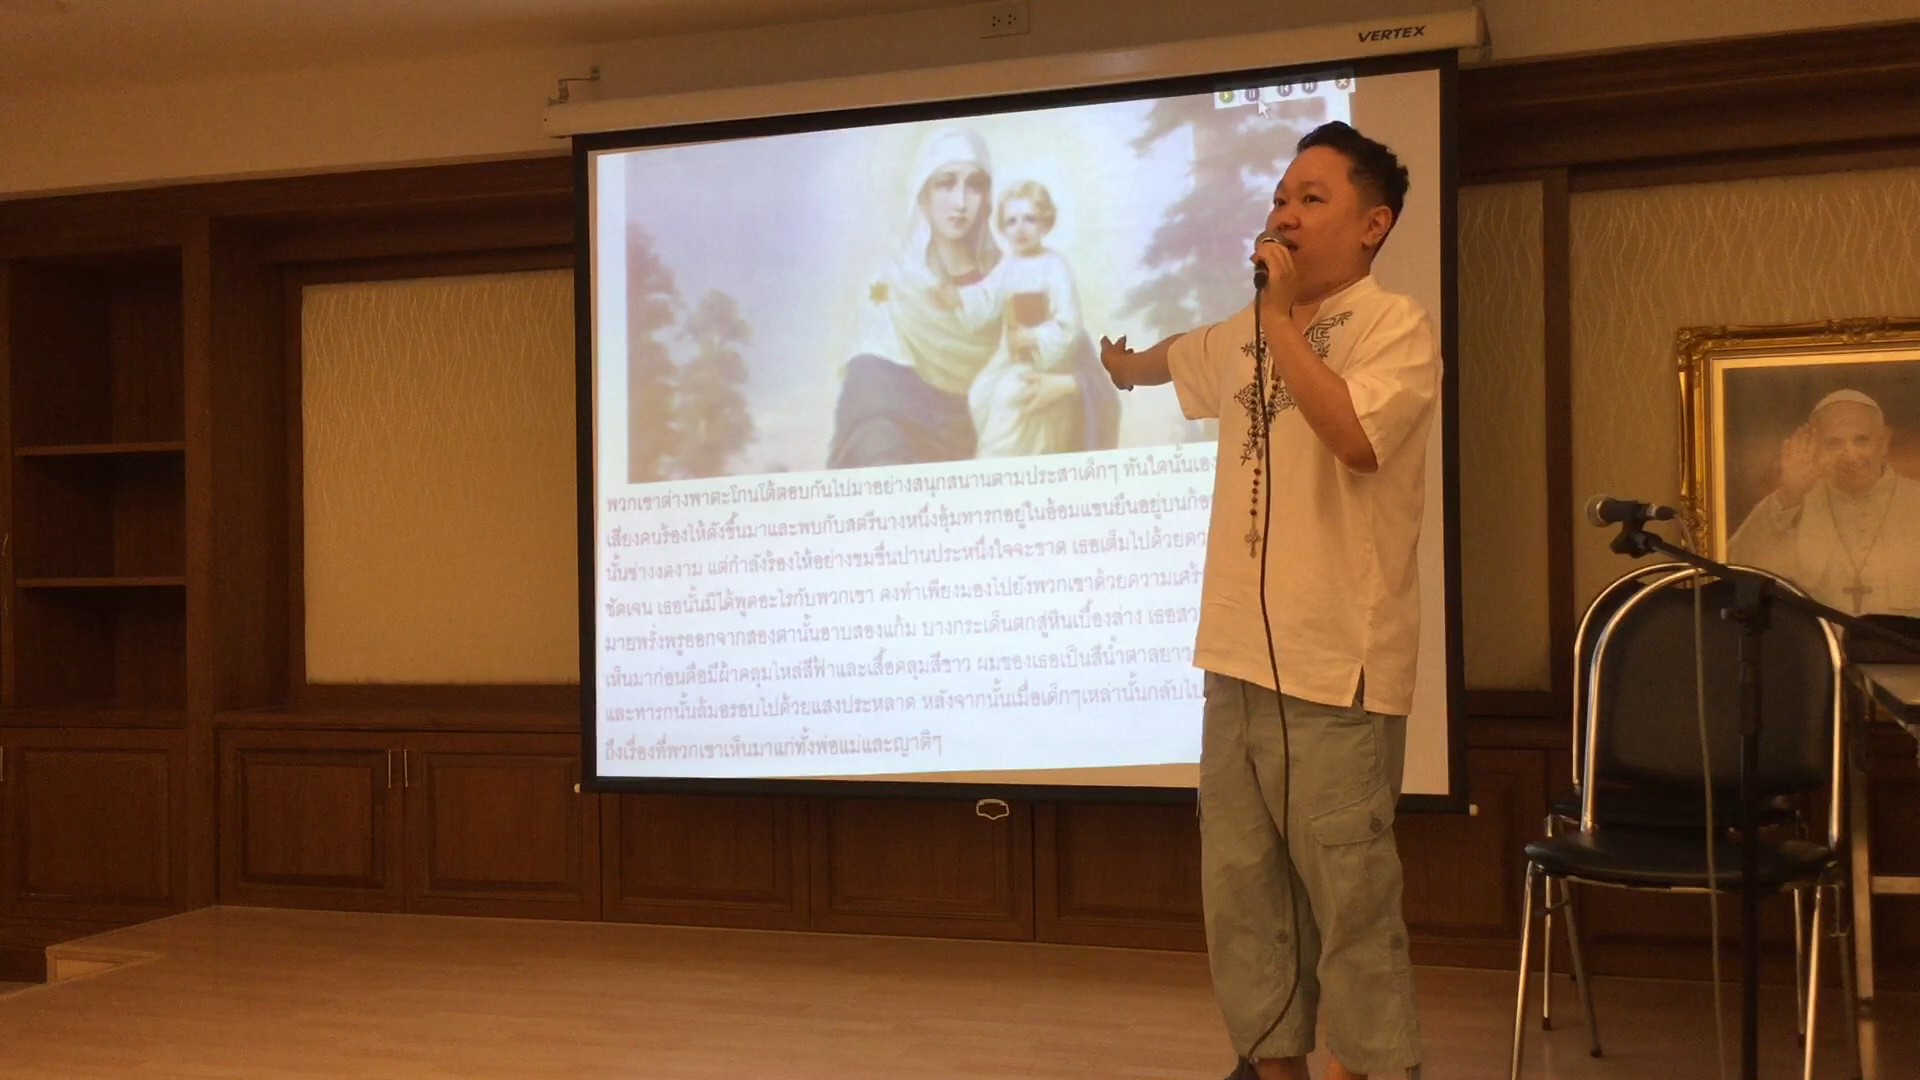 VERTEX
พวกเขาต่างพาตะโกนโต้ตอบกันไปมาอย่างสนุกสนานตามประสาเด็กๆ ทันใดนั้นเอง
เสียงคนร้องไห้ดังขึ้นมาและพบกับสตรีนางหนึ่งอุ้มทารกอยู่ในอ้อมแขนยืนอยู่บนก้อ
นั้นช่างงดงาม แต่กำลังร้องไห้อย่างขมขื่นปานประหนึ่งใจจะขาด เธอเต็มไปด้วยคว
ชัดเจน เธอนั้นมิได้พูดอะไรกับพวกเขา คงทำเพียงมองไปยังพวกเขาด้วยความเศร้
มายพรั่งพรูออกจากสองตานั้นอาบสองแก้ม บางกระเด็นตกสู่หินเบื้องล่าง เธอสว
เห็นมาก่อนคือมีผ้าคลุมไหล่สีฟ้าและเสื้อคลุมสีขาว ผมของเธอเป็นสีน้ำตาลยาว
และทารกนั้นล้อมรอบไปด้วยแสงประหลาด หลังจากนั้นเมื่อเด็กๆเหล่านั้นกลับไป
ถึงเรื่องที่พวกเขาเห็นมาแก่ทั้งพ่อแม่และญาติๆ